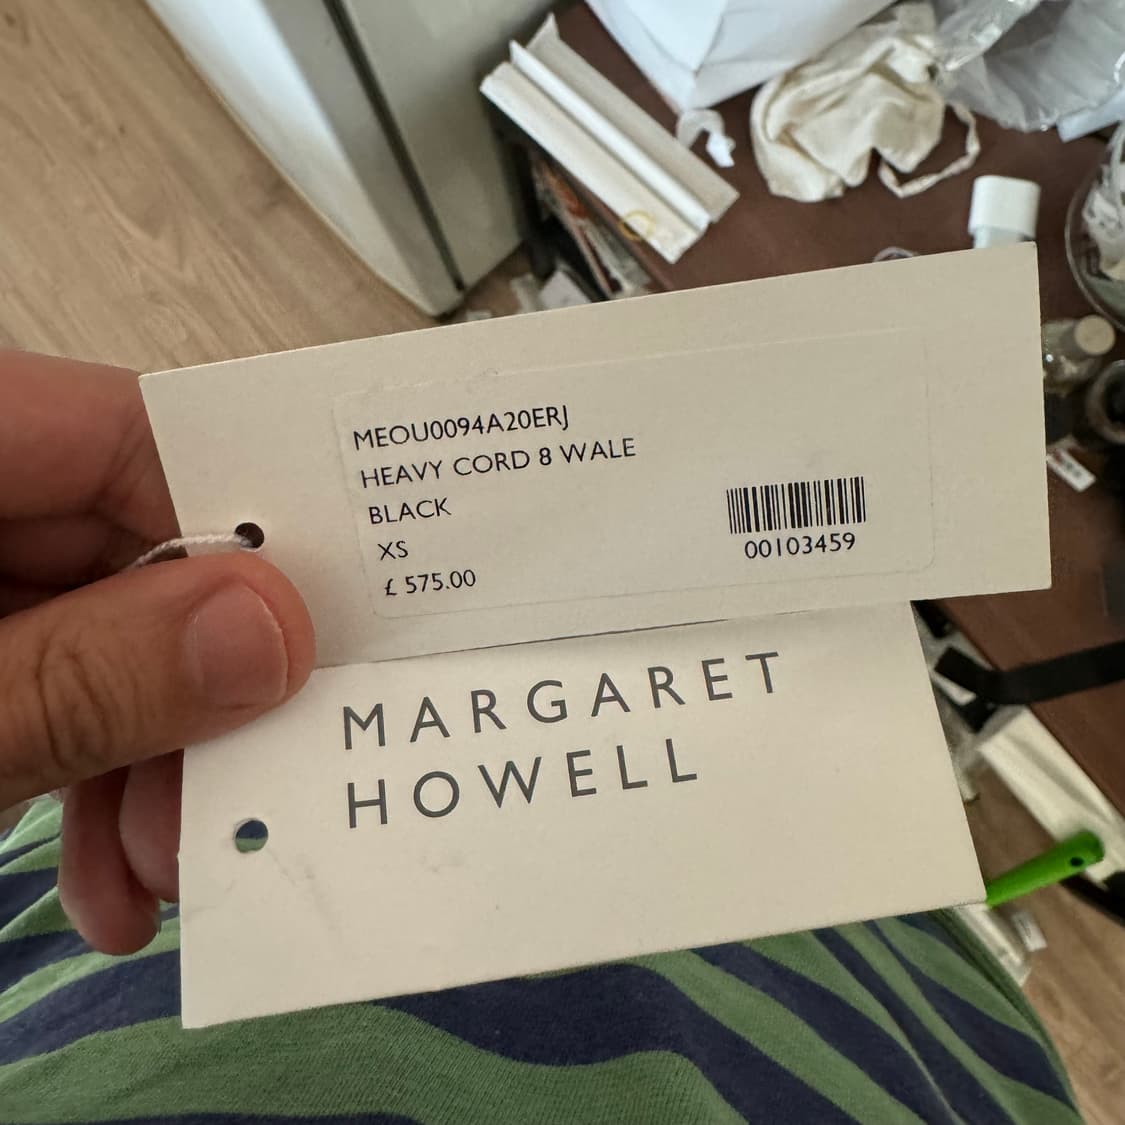 MEOU0094A20ERJ
HEAVY CORD 8 WALE
BLACK
XS
£ 575.00
00103459
MARGARET
HOWELL